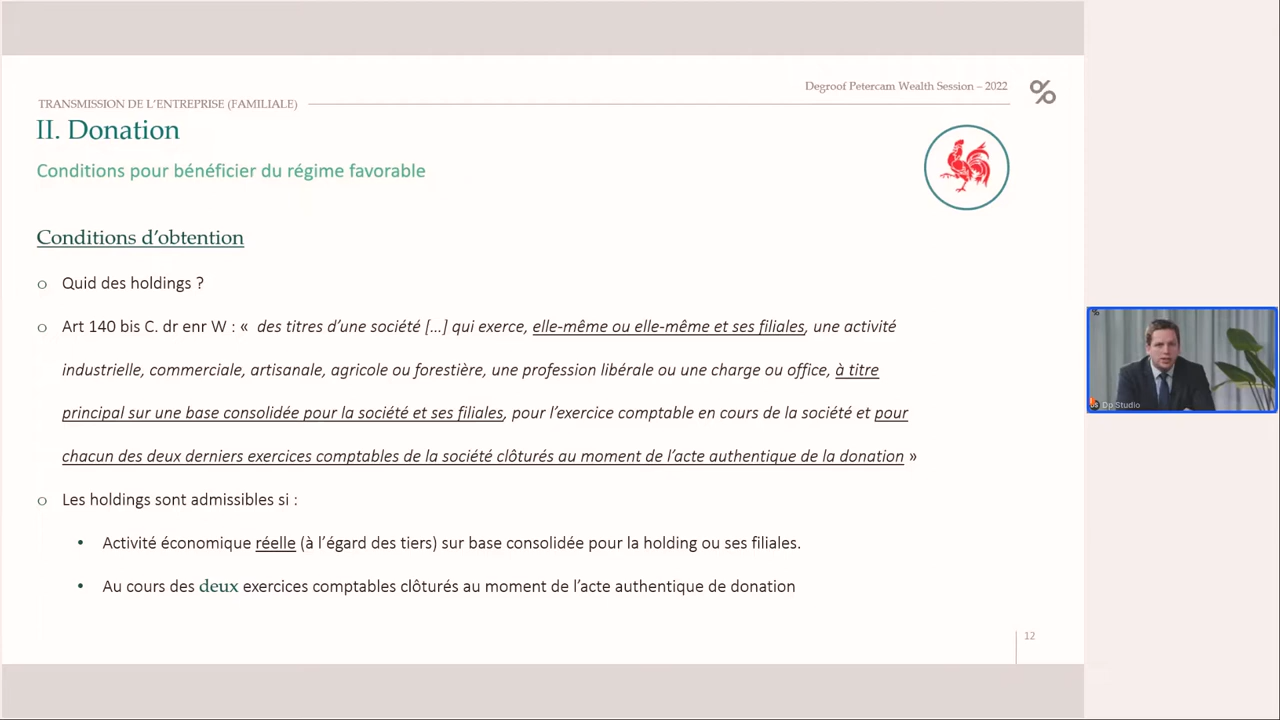 Degroof Petercam Wealth Session – 2022
TRANSMISSION DE L'ENTREPRISE (FAMILIALE)
II. Donation
Conditions pour bénéficier du régime favorable
Conditions d'obtention
o Quid des holdings ?
o Art 140 bis C. dr enr W : « des titres d'une société [...] qui exerce, elle-même ou elle-même et ses filiales, une activité
industrielle, commerciale, artisanale, agricole ou forestière, une profession libérale ou une charge ou office, à titre
principal sur une base consolidée pour la société et ses filiales, pour l'exercice comptable en cours de la société et pour
chacun des deux derniers exercices comptables de la société clôturés au moment de l'acte authentique de la donation »
o Les holdings sont admissibles si :
• Activité économique réelle (à l'égard des tiers) sur base consolidée pour la holding ou ses filiales.
• Au cours des deux exercices comptables clôturés au moment de l'acte authentique de donation
12
Dp Studio